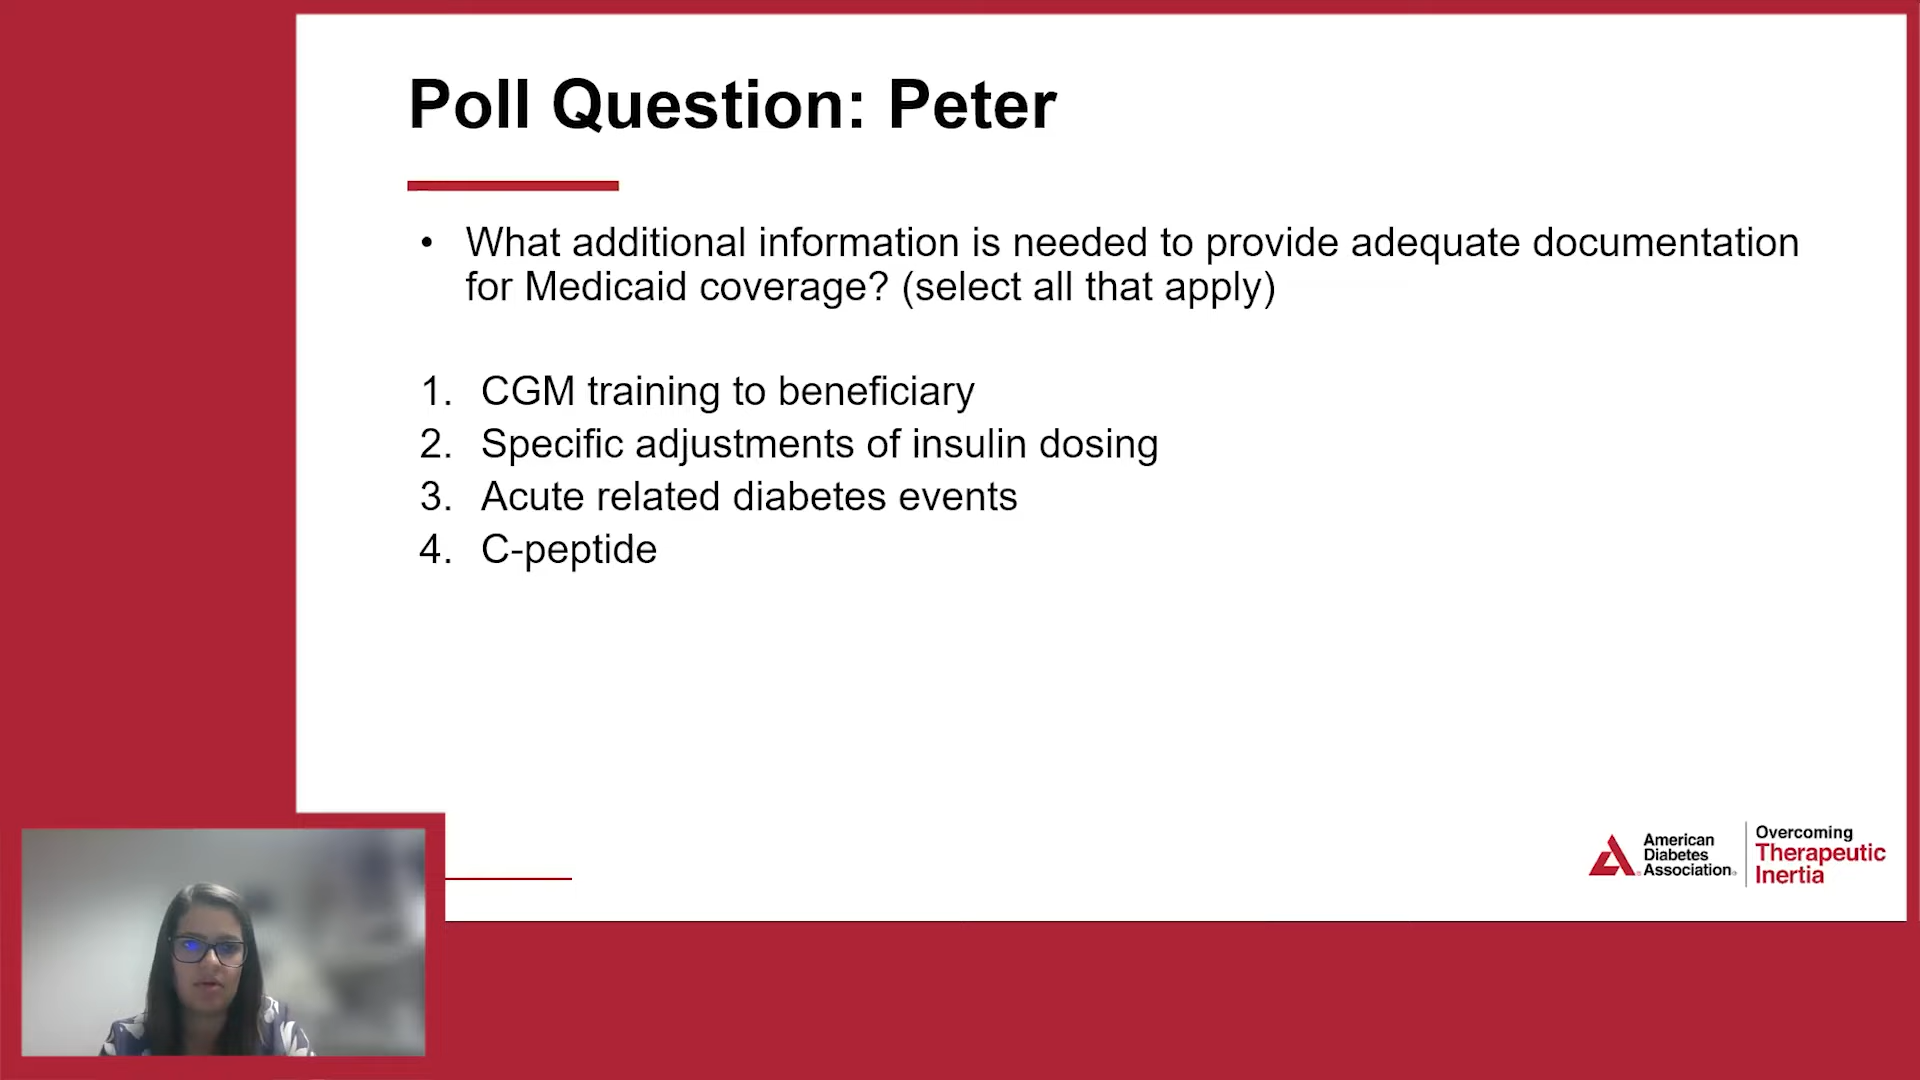 Poll Question: Peter
• What additional information is needed to provide adequate documentation
for Medicaid coverage? (select all that apply)
1. CGM training to beneficiary
2. Specific adjustments of insulin dosing
3. Acute related diabetes events
4. C-peptide
American
Diabetes
Association®
Overcoming
Therapeutic
Inertia